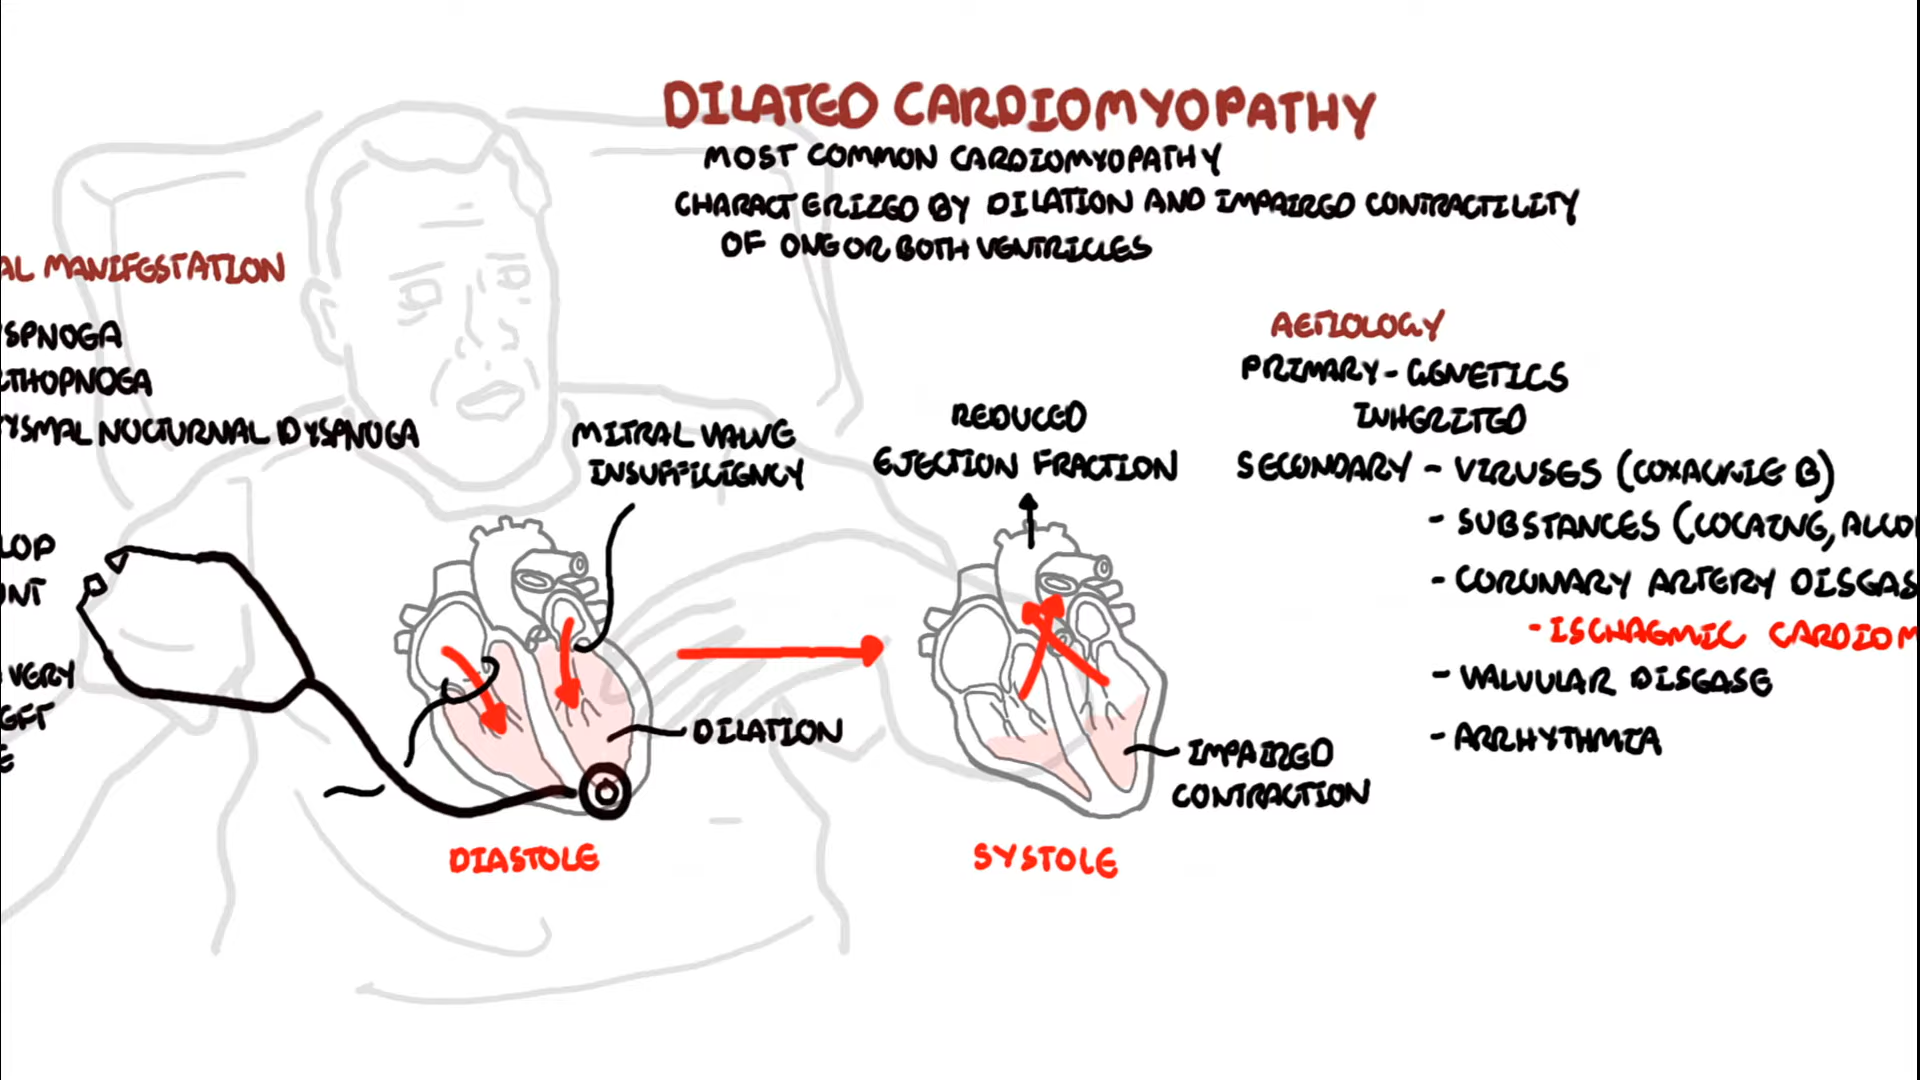 DILATED CARDIOMYOPATHY
MOST COMMON CARDIOMYOPATHY
CHARACTERIZED BY DILATION AND IMPAIRED CONTRACTILITY
OF ONE OR BOTH VENTRICLES
AL MANIFESTATION
SPNOEA
THOPNOEA
YSMAL NOCTURNAL DYSPNOEA
LOP
UNT
VERY
EFT
E
MITRAL VALVE
INSUFFICIENCY
DILATION
DIASTOLE
REDUCED
EJECTION FRACTION
IMPAIRED
CONTRACTION
SYSTOLE
AETIOLOGY
PRIMARY - GENETICS
INHERITED
SECONDARY - VIRUSES (COXACKIE B)
- SUBSTANCES (COCAINE, ALCO
- CORONARY ARTERY DISEAS
- ISCHAEMIC CARDIOM
- VALVULAR DISEASE
- ARRHYTHMIA